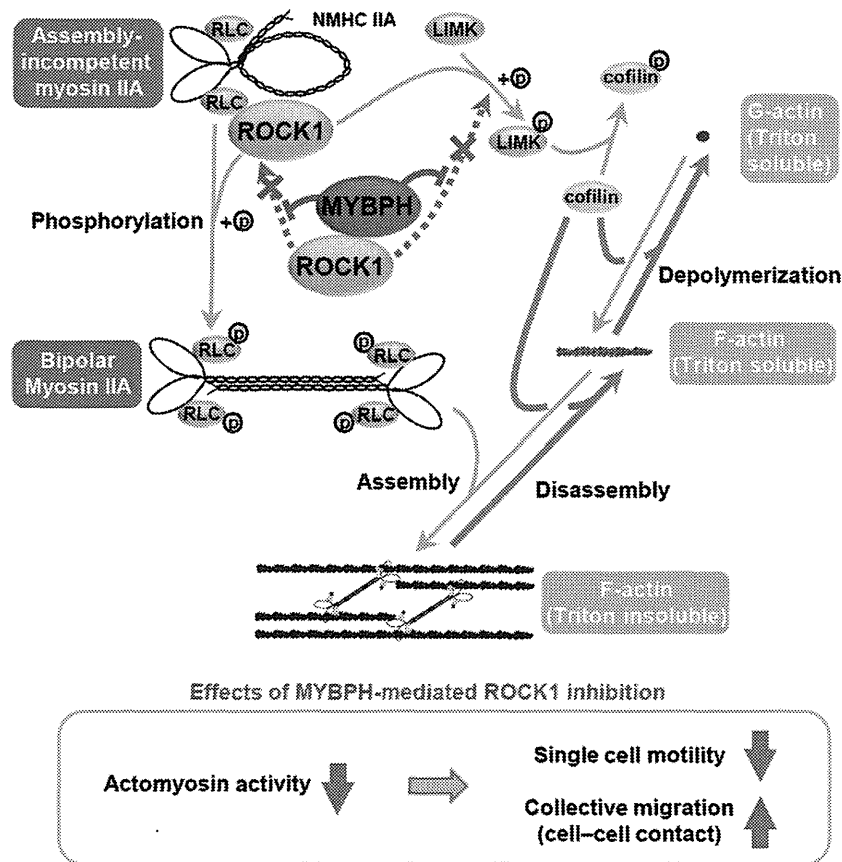 Assembly-
incompetent
myosin IIA
RLC
NMHC IIA
RLC
ROCK1
LIMK
+p
LIMK
p
cofilin
p
cofilin
G-actin
(Triton
soluble)
MYBPH
ROCK1
Phosphorylation
+p
Depolymerization
F-actin
(Triton soluble)
Bipolar
Myosin IIA
RLC
p
RLC
p
RLC
p
RLC
p
Assembly
Disassembly
F-actin
(Triton insoluble)
Effects of MYBPH-mediated ROCK1 inhibition
Actomyosin activity
Single cell motility
Collective migration
(cell–cell contact)